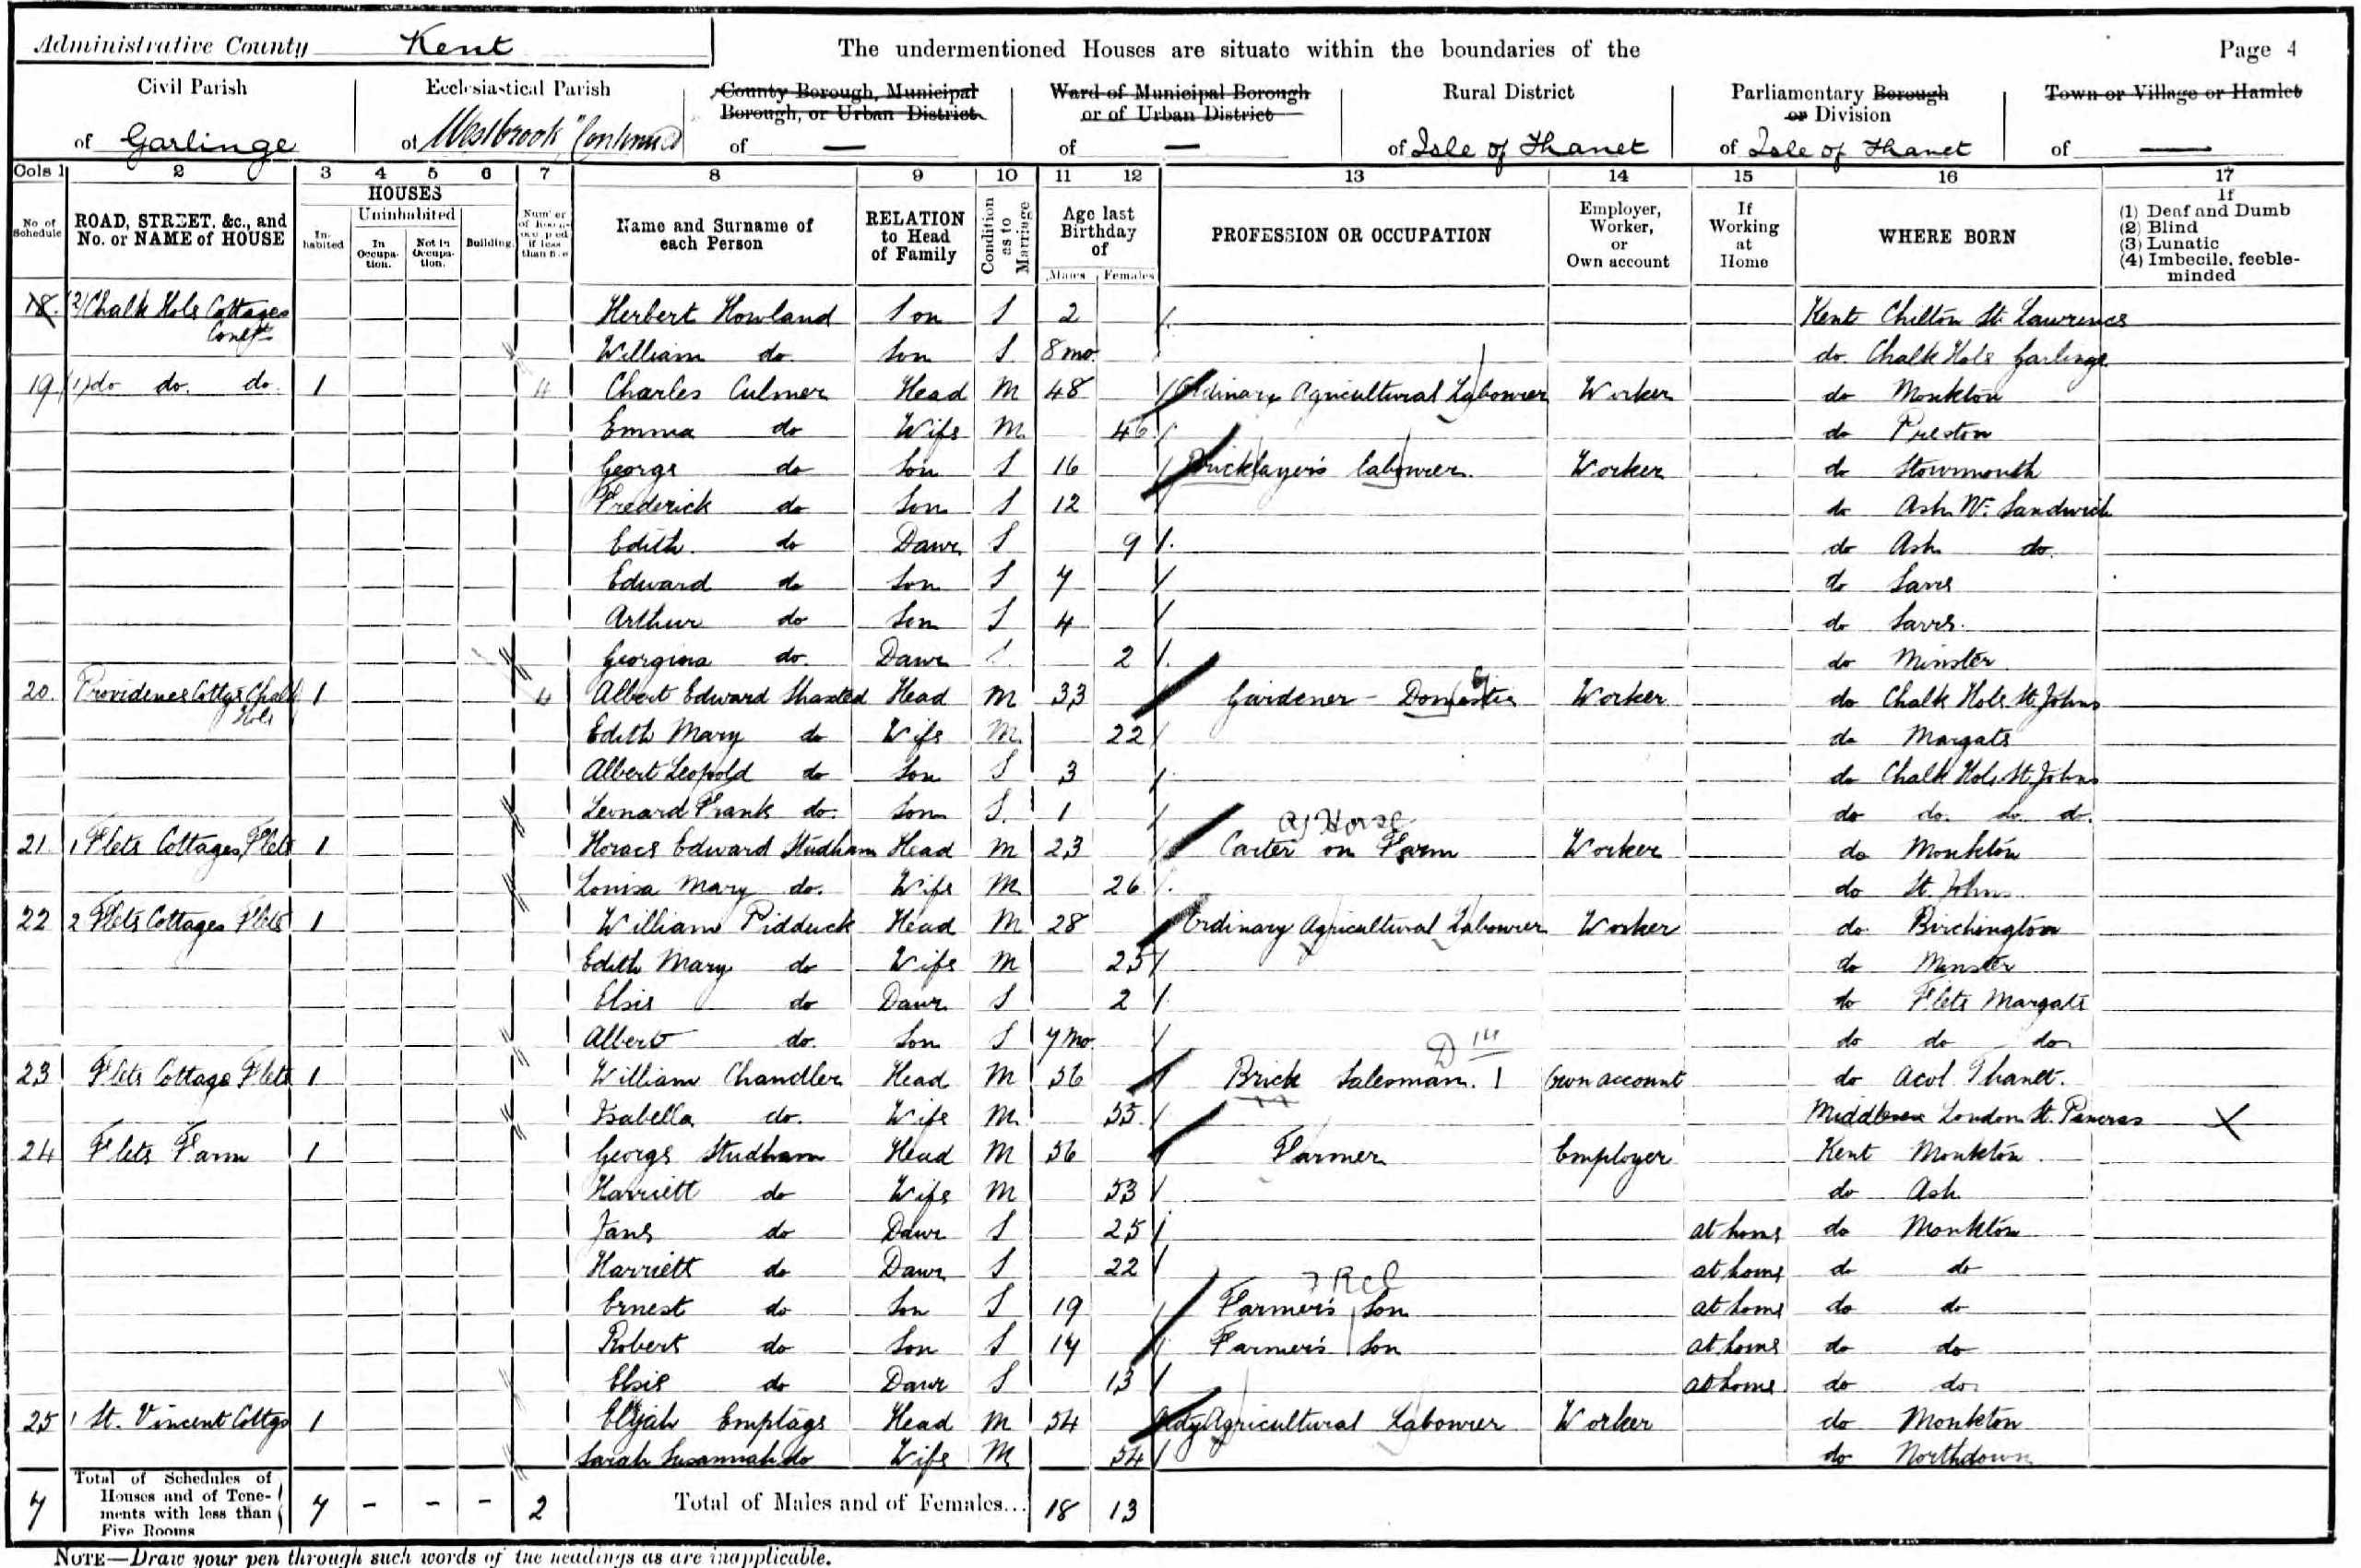 Administrative County Kent The undermentioned Houses are situate within the boundaries of the Page 4
Civil Parish Ecclesiastical Parish County Borough, Municipal Borough, or Urban District Ward of Municipal Borough or of Urban District Rural District Parliamentary Borough or Division Town or Village or Hamlet
of Garlinge of Westbrook "Continued of — of — of Isle of Thanet of Isle of Thanet of —
Cols 1 2 3 4 5 6 7 8 9 10 11 12 13 14 15 16 17
No of Schedule ROAD, STREET, &c., and No. or NAME of HOUSE HOUSES Inhabited Uninhabited In Occupation. Not in Occupation. Building. Number of Rooms occupied if less than five Name and Surname of each Person RELATION to Head of Family Condition as to Marriage Age last Birthday of Males Females PROFESSION OR OCCUPATION Employer, Worker, or Own account If Working at Home WHERE BORN If (1) Deaf and Dumb (2) Blind (3) Lunatic (4) Imbecile, feeble-minded
18. (2) Chalk Hole Cottages Herbert Howland Son S 2 Kent Chilton St. Lawrence
Cont
William do Son S 8 mo. do. Chalk Hole Garlinge
19 (1) do do. do. 1 4 Charles Culmer Head M 48 Ordinary Agricultural Labourer Worker do Monkton
Emma do Wife M 46 do Preston
George do Son S 16 Bricklayer's labourer. Worker do Stourmouth
Frederick do Son S 12 do Ash Nr. Sandwich
Edith. do Daur S 9 do Ash do.
Edward do Son S 7 do Sarre
Arthur do Son S 4 do Sarre.
Georgina do. Daur S 2 do Minster
20. Providence Cottgs Chalk Hole 1 4 Albert Edward Shaxted Head M 33 Gardener - Domestic Worker do Chalk Hole St. Johns
Edith Mary do Wife M 22 do Margate
Albert Leopold do Son S 3 do Chalk Hole St. Johns
Leonard Frank do. Son S. 1 do do. do. do.
on Horse
21 1 Flete Cottages, Flete 1 Horace Edward Studham Head M 23 Carter on Farm Worker do Monkton
Louisa Mary do. Wife M 26 do St. Johns
22 2 Flete Cottages Flete 1 William Pidduck Head M 28 Ordinary Agricultural Labourer Worker do. Birchington
Edith Mary do Wife M 25 do Minster
Elsie do Daur S 2 do Flete Margate
Albert do. Son S 7 mo. do do do
23 Flete Cottage Flete 1 William Chandler Head M 56 Brick Salesman. Own account do Acol Thanet.
Isabella do. Wife M. 55. Middlesex London St. Pancras X
24 Flete Farm 1 George Studham Head M 56 Farmer Employer Kent Monkton
Harriett do Wife M 53 do Ash
Jane do Daur S 25 at home do Monkton
Harriett do Daur S 22 at home do do
Ernest do Son S 19 Farmer's Son at home do do
Robert do Son S 14 Farmer's Son at home do do
Elsie do Daur S 13 at home do do
25 1 St. Vincent Cottgs 1 Elijah Emptage Head M 54 Ordy Agricultural Labourer Worker do Monkton
Sarah Susannah do Wife M 54 do Northdown
7 Total of Schedules of Houses and of Tenements with less than Five Rooms 7 - - - 2 Total of Males and of Females... 18 13
NOTE—Draw your pen through such words of the headings as are inapplicable.